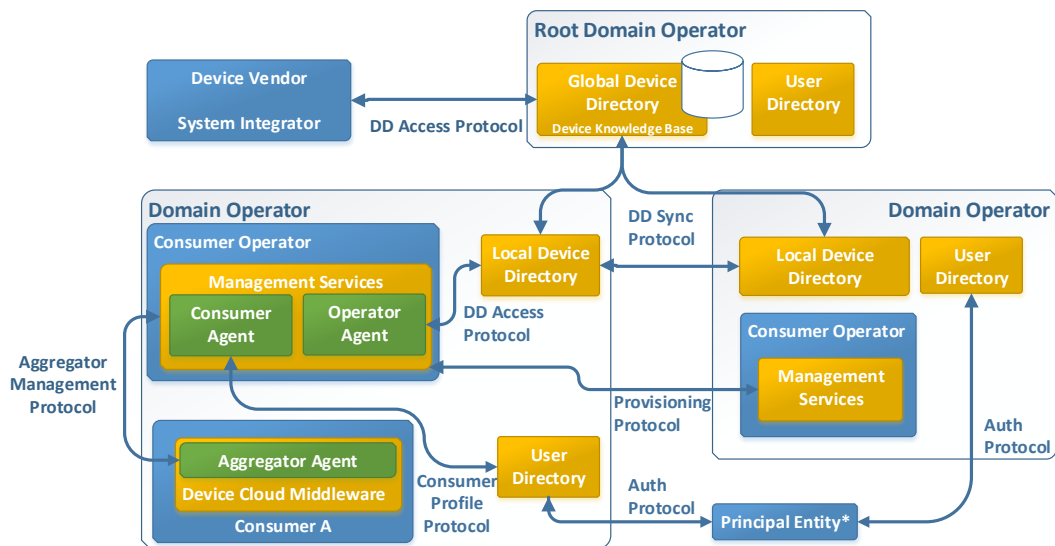 Root Domain Operator
Device Vendor
System Integrator
DD Access Protocol
Global Device
Directory
Device Knowledge Base
User
Directory
Domain Operator
Consumer Operator
Management Services
Consumer
Agent
Operator
Agent
Local Device
Directory
DD Access
Protocol
DD Sync
Protocol
Domain Operator
Local Device
Directory
User
Directory
Consumer Operator
Management
Services
Aggregator
Management
Protocol
Provisioning
Protocol
Auth
Protocol
Aggregator Agent
Device Cloud Middleware
Consumer A
Consumer
Profile
Protocol
User
Directory
Auth
Protocol
Principal Entity*